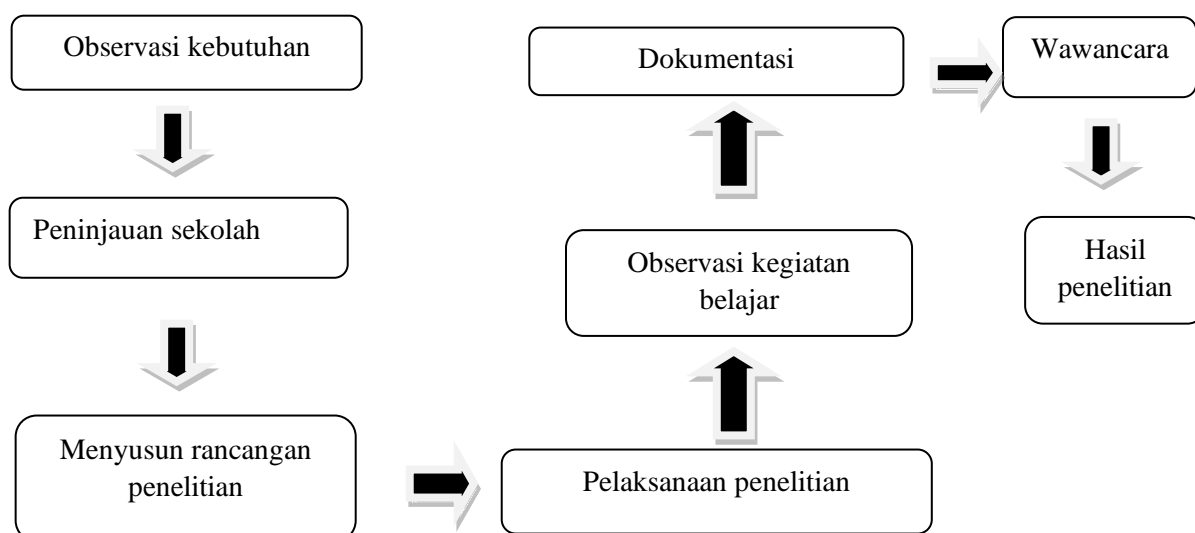 Observasi kebutuhan
Peninjauan sekolah
Menyusun rancangan
penelitian
Pelaksanaan penelitian
Observasi kegiatan
belajar
Dokumentasi
Wawancara
Hasil
penelitian